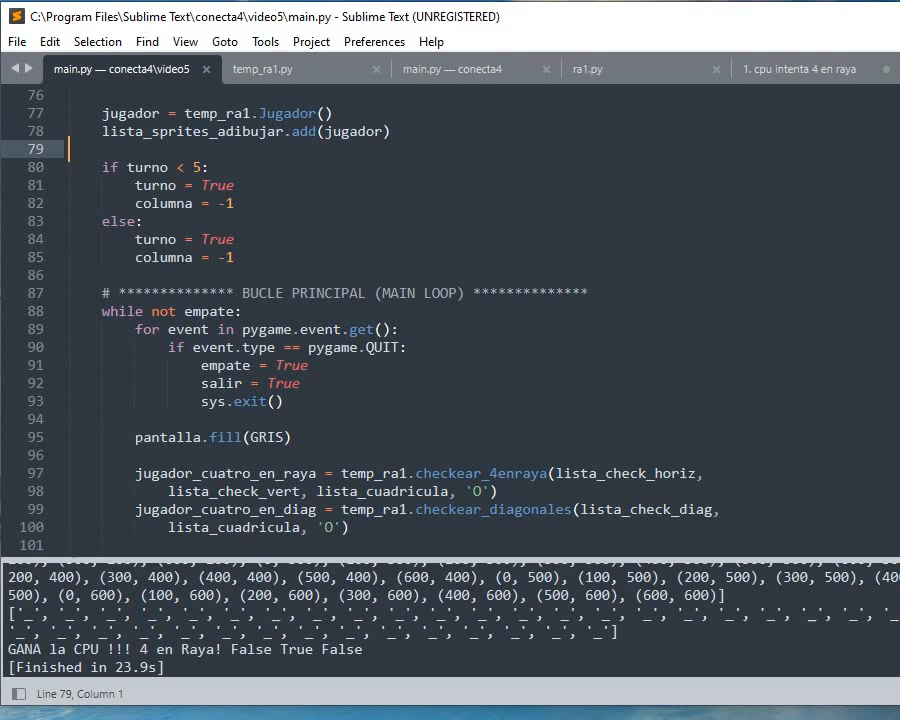 C:\Program Files\Sublime Text\conecta4\video5\main.py - Sublime Text (UNREGISTERED)
File Edit Selection Find View Goto Tools Project Preferences Help
main.py — conecta4\video5 × temp_ra1.py × main.py — conecta4 × ra1.py × 1. cpu intenta 4 en raya
76
77 jugador = temp_ra1.Jugador()
78 lista_sprites_adibujar.add(jugador)
79
80 if turno < 5:
81 turno = True
82 columna = -1
83 else:
84 turno = True
85 columna = -1
86
87 # ************** BUCLE PRINCIPAL (MAIN LOOP) **************
88 while not empate:
89 for event in pygame.event.get():
90 if event.type == pygame.QUIT:
91 empate = True
92 salir = True
93 sys.exit()
94
95 pantalla.fill(GRIS)
96
97 jugador_cuatro_en_raya = temp_ra1.checkear_4enraya(lista_check_horiz,
98 lista_check_vert, lista_cuadricula, 'O')
99 jugador_cuatro_en_diag = temp_ra1.checkear_diagonales(lista_check_diag,
100 lista_cuadricula, 'O')
101
200, 400), (300, 400), (400, 400), (500, 400), (600, 400), (0, 500), (100, 500), (200, 500), (300, 500), (40
500), (0, 600), (100, 600), (200, 600), (300, 600), (400, 600), (500, 600), (600, 600)]
['_', '_', '_', '_', '_', '_', '_', '_', '_', '_', '_', '_', '_', '_', '_', '_', '_', '_', '_', '_', '_', '_
'_', '_', '_', '_', '_', '_', '_', '_', '_', '_', '_', '_', '_', '_', '_']
GANA la CPU !!! 4 en Raya! False True False
[Finished in 23.9s]
Line 79, Column 1